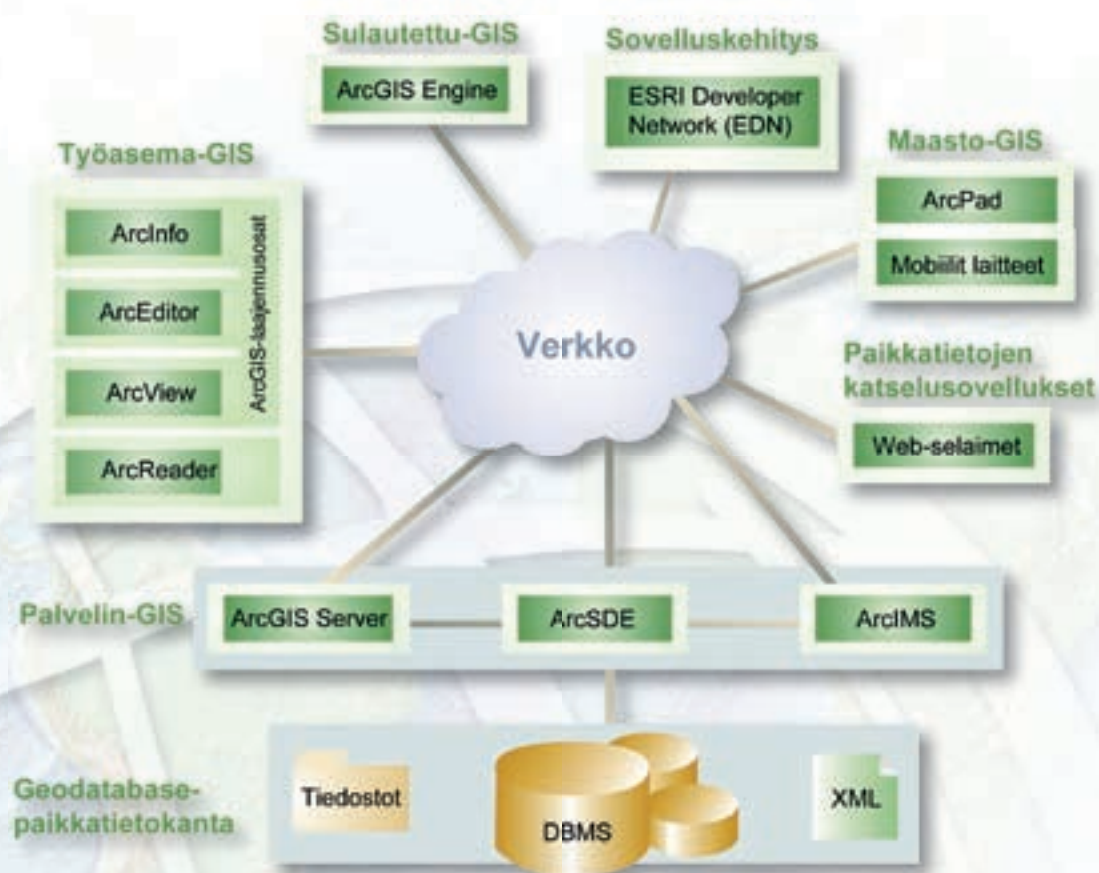 Sulautettu-GIS
ArcGIS Engine
Sovelluskehitys
ESRI Developer
Network (EDN)
Työasema-GIS
ArcInfo
ArcEditor
ArcView
ArcReader
ArcGIS-laajennusosat
Maasto-GIS
ArcPad
Mobiilit laitteet
Verkko
Paikkatietojen
katselusovellukset
Web-selaimet
Palvelin-GIS
ArcGIS Server
ArcSDE
ArcIMS
Geodatabase-
paikkatietokanta
Tiedostot
DBMS
XML